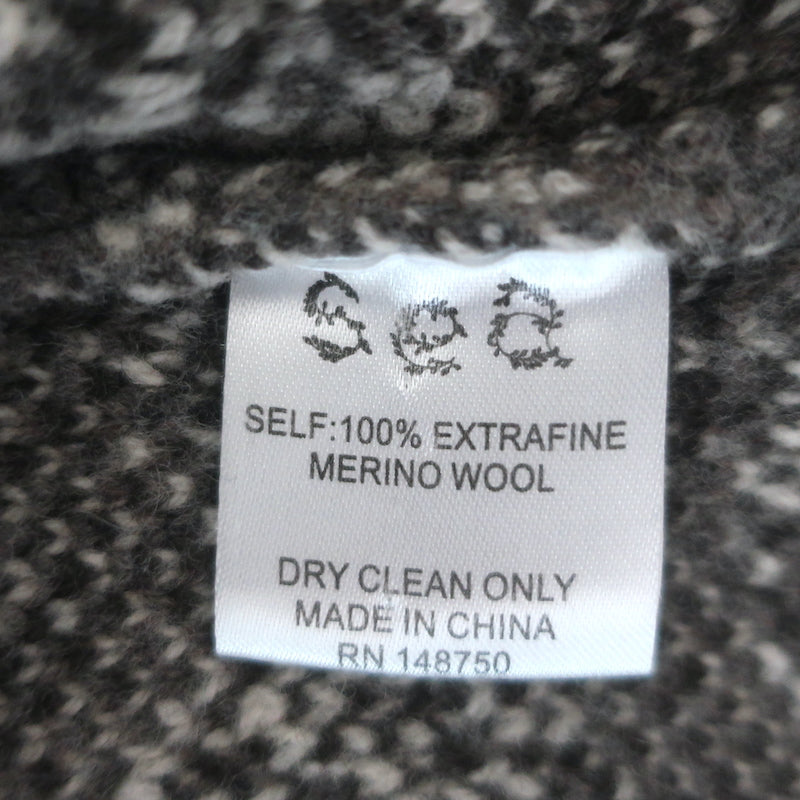 SEA
SELF:100% EXTRAFINE
MERINO WOOL
DRY CLEAN ONLY
MADE IN CHINA
RN 148750